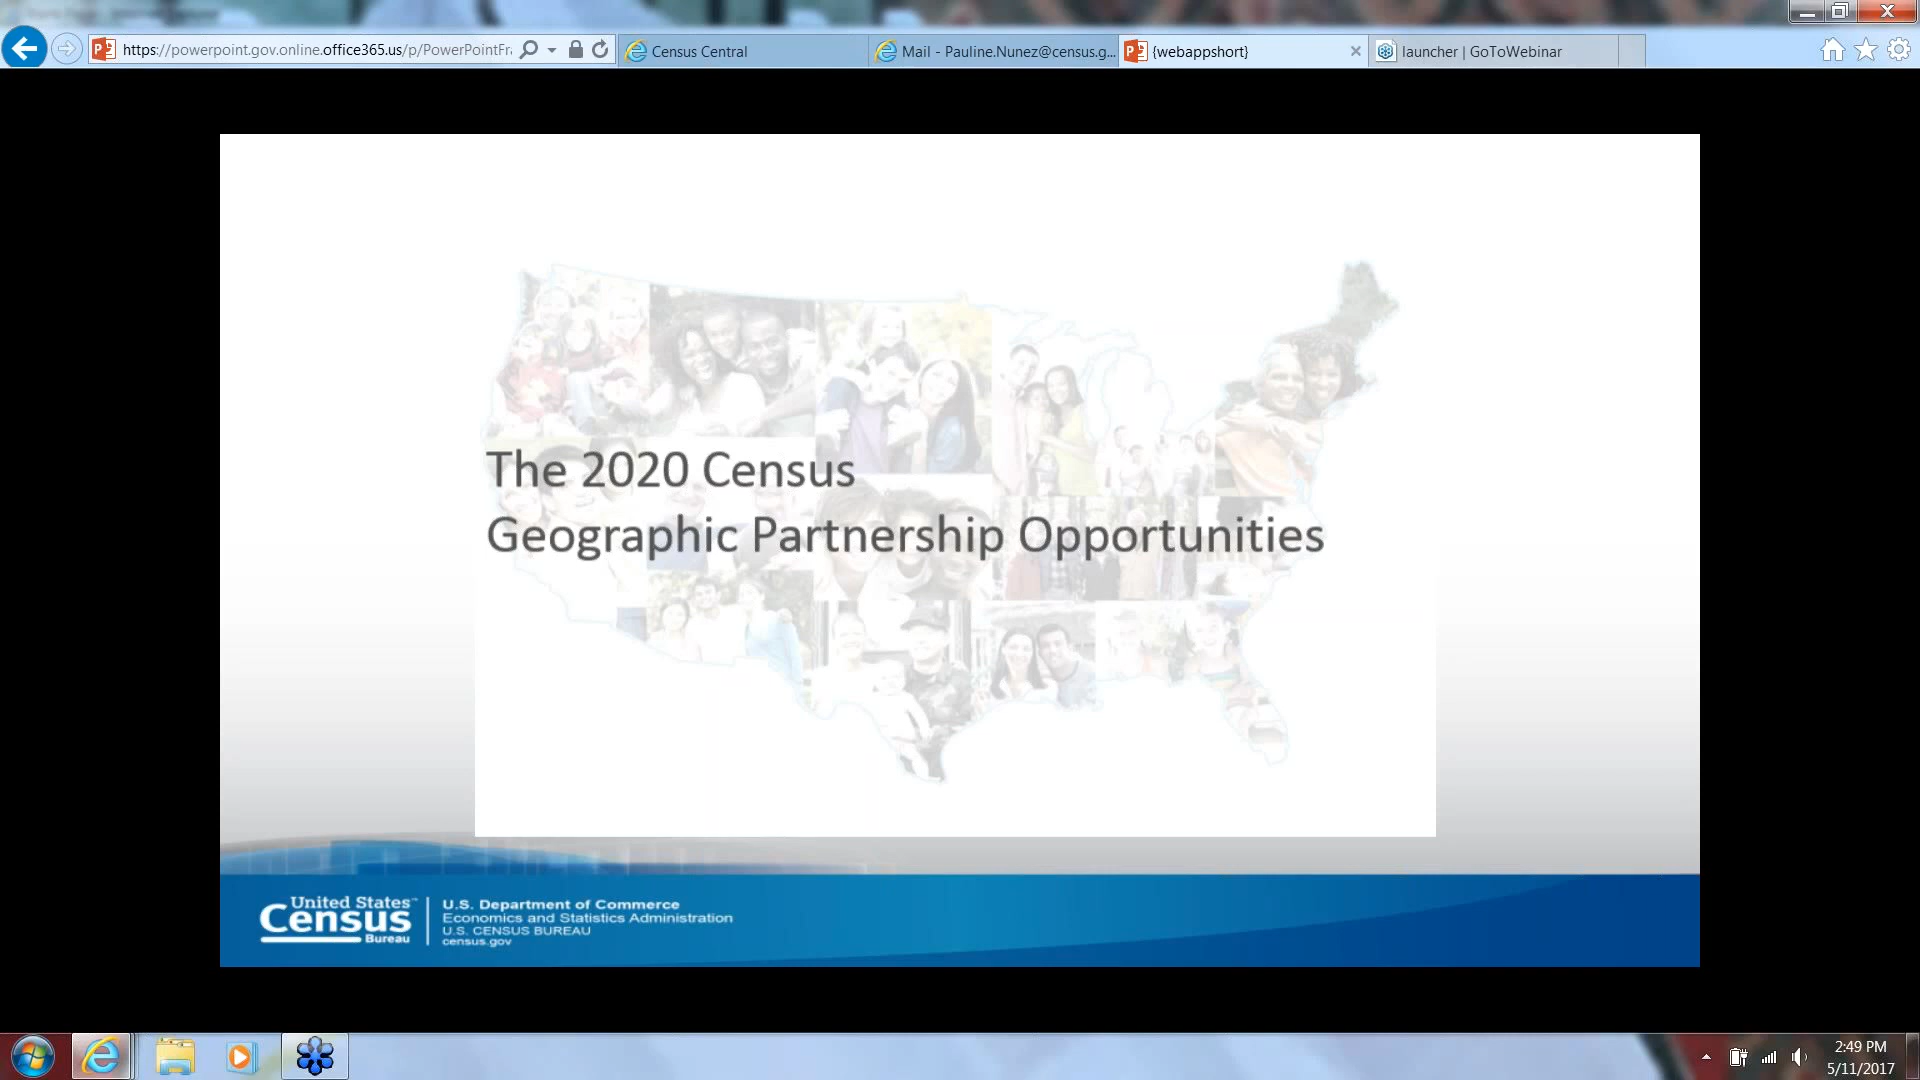 https://powerpoint.gov.online.office365.us/p/PowerPointFr
Census Central
Mail - Pauline.Nunez@census.g...
{webappshort}
launcher | GoToWebinar
The 2020 Census
Geographic Partnership Opportunities
United States™
Census
Bureau
U.S. Department of Commerce
Economics and Statistics Administration
U.S. CENSUS BUREAU
census.gov
2:49 PM
5/11/2017